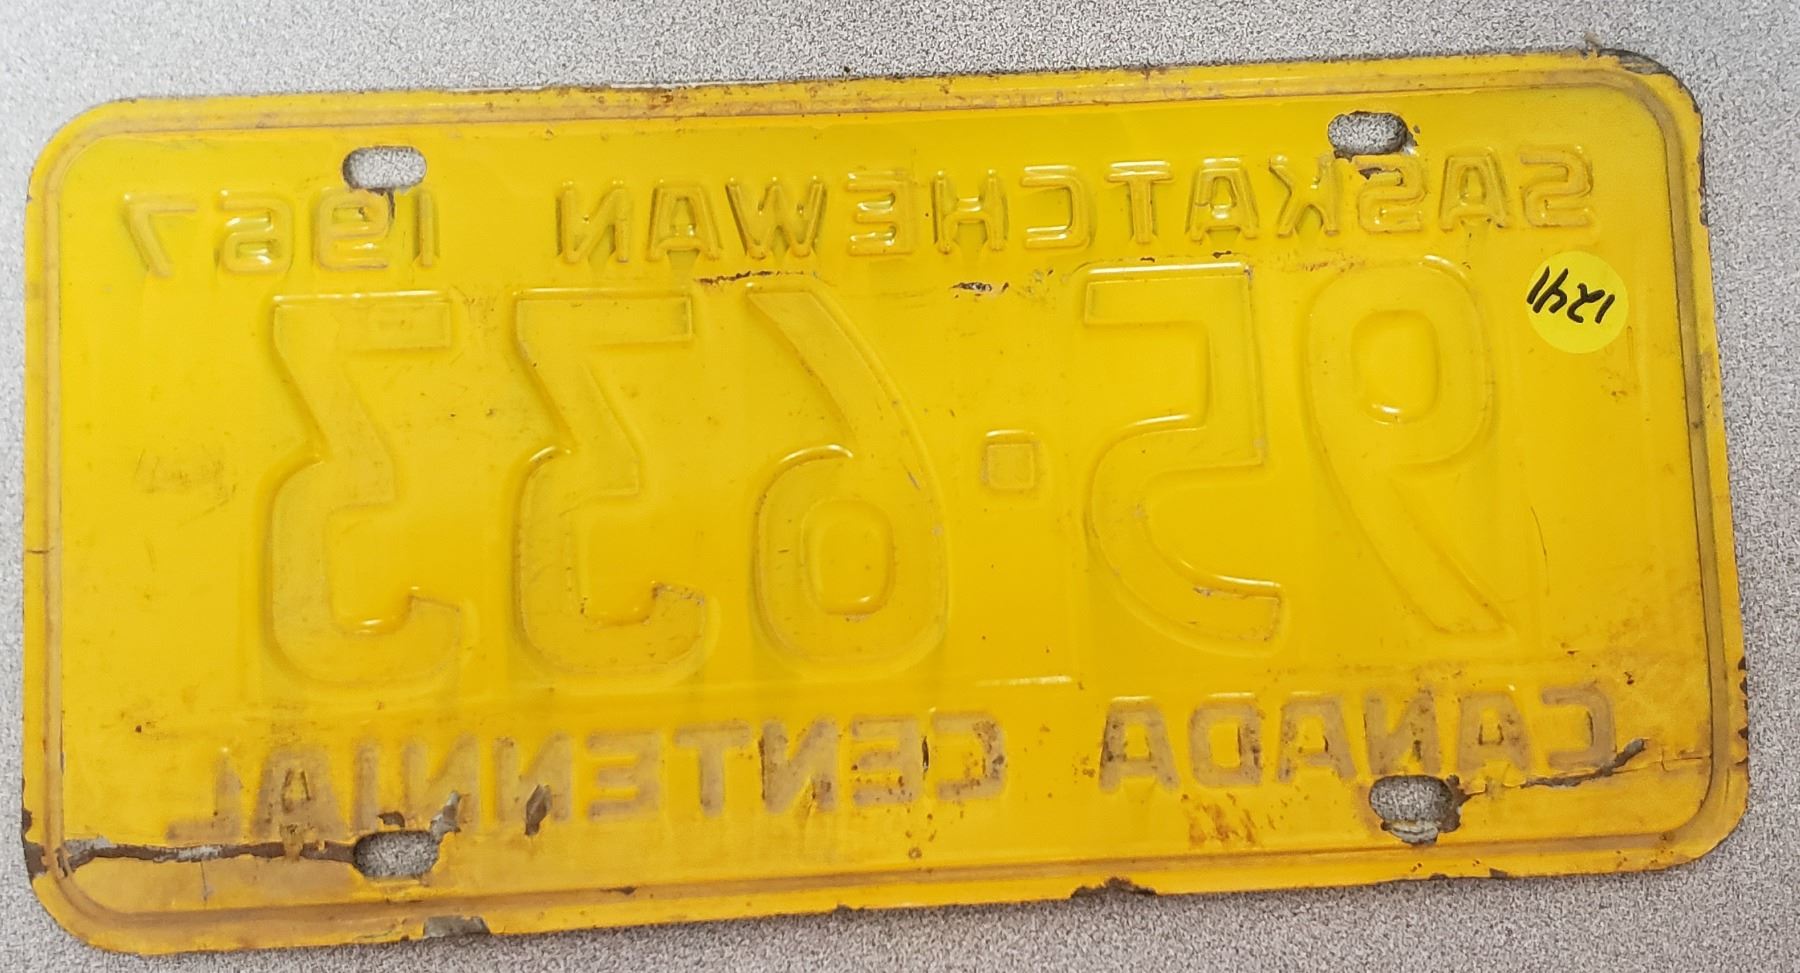 SASKATCHEWAN 1967
1241
95·633
CANADA CENTENNIAL